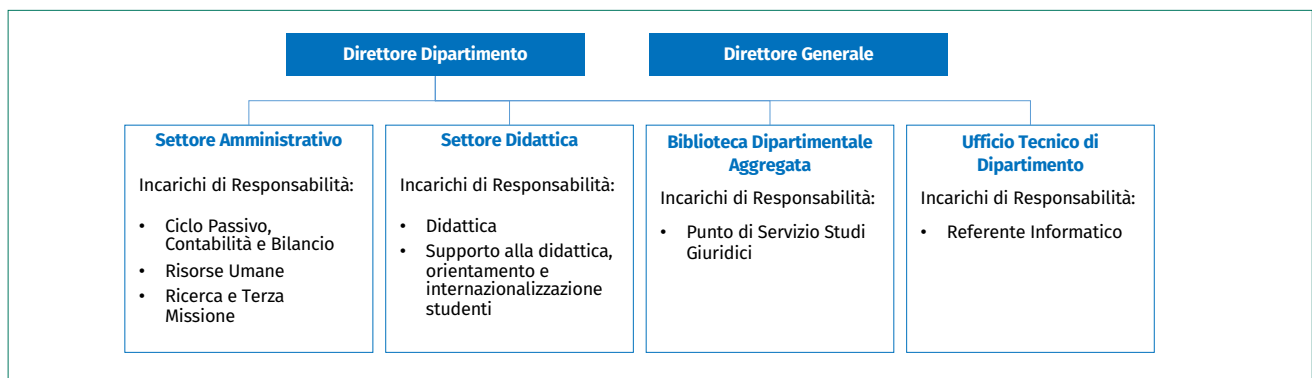 Direttore Dipartimento
Direttore Generale
Settore Amministrativo
Incarichi di Responsabilità:
• Ciclo Passivo,
Contabilità e Bilancio
• Risorse Umane
• Ricerca e Terza
Missione
Settore Didattica
Incarichi di Responsabilità:
• Didattica
• Supporto alla didattica,
orientamento e
internazionalizzazione
studenti
Biblioteca Dipartimentale
Aggregata
Incarichi di Responsabilità:
• Punto di Servizio Studi
Giuridici
Ufficio Tecnico di
Dipartimento
Incarichi di Responsabilità:
• Referente Informatico